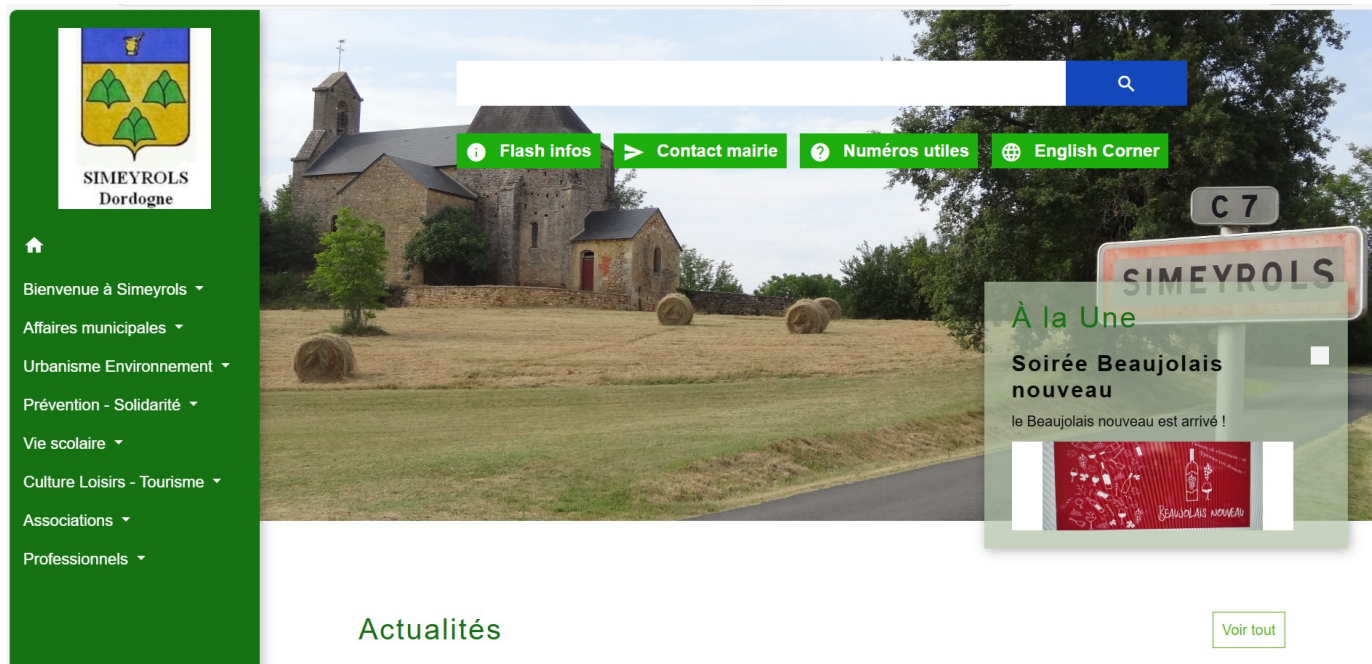 SIMEYROLS
Dordogne
Bienvenue à Simeyrols
Affaires municipales
Urbanisme Environnement
Prévention - Solidarité
Vie scolaire
Culture Loisirs - Tourisme
Associations
Professionnels
Flash infos
Contact mairie
Numéros utiles
English Corner
C 7
SIMEYROLS
À la Une
Soirée Beaujolais
nouveau
le Beaujolais nouveau est arrivé !
BEAUJOLAIS NOUVEAU
Actualités
Voir tout